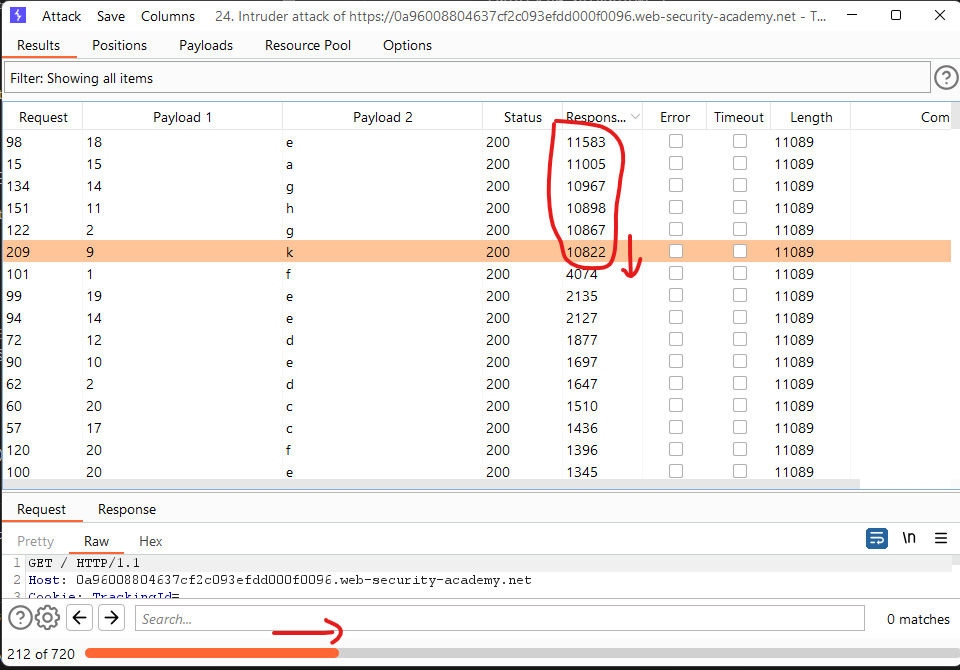 Attack Save Columns 24. Intruder attack of https://0a96008804637cf2c093efdd000f0096.web-security-academy.net - T...
Results Positions Payloads Resource Pool Options
Filter: Showing all items ?
Request Payload 1 Payload 2 Status Respons... Error Timeout Length Com
98 18 e 200 11583 11089
15 15 a 200 11005 11089
134 14 g 200 10967 11089
151 11 h 200 10898 11089
122 2 g 200 10867 11089
209 9 k 200 10822 11089
101 1 f 200 4074 11089
99 19 e 200 2135 11089
94 14 e 200 2127 11089
72 12 d 200 1877 11089
90 10 e 200 1697 11089
62 2 d 200 1647 11089
60 20 c 200 1510 11089
57 17 c 200 1436 11089
120 20 f 200 1396 11089
100 20 e 200 1345 11089
Request Response
Pretty Raw Hex \n
1 GET / HTTP/1.1
2 Host: 0a96008804637cf2c093efdd000f0096.web-security-academy.net
3 Cookie: TrackingId=
? Search... 0 matches
212 of 720